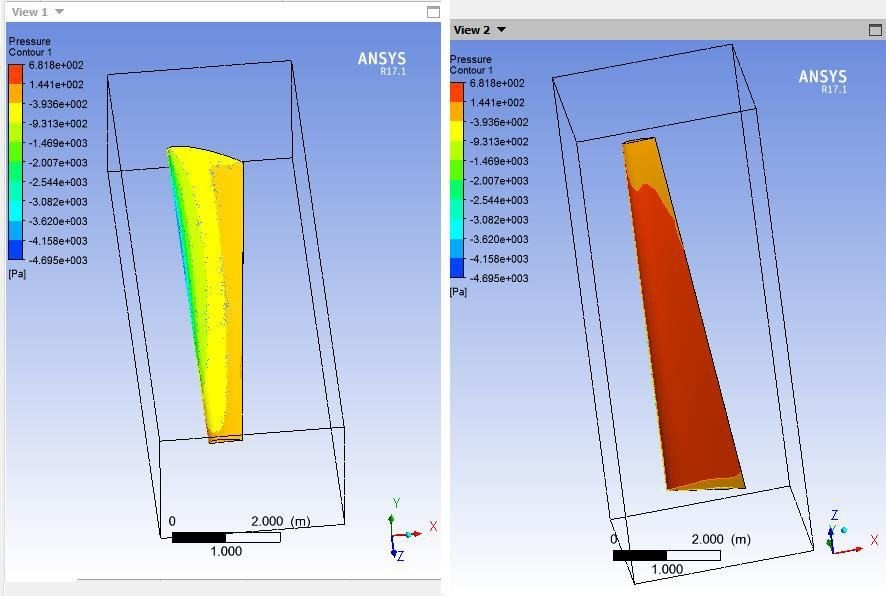 View 1
Pressure
Contour 1
6.818e+002
1.441e+002
-3.936e+002
-9.313e+002
-1.469e+003
-2.007e+003
-2.544e+003
-3.082e+003
-3.620e+003
-4.158e+003
-4.695e+003
[Pa]
ANSYS
R17.1
0 2.000 (m)
1.000
Y
X
Z
View 2
Pressure
Contour 1
6.818e+002
1.441e+002
-3.936e+002
-9.313e+002
-1.469e+003
-2.007e+003
-2.544e+003
-3.082e+003
-3.620e+003
-4.158e+003
-4.695e+003
[Pa]
ANSYS
R17.1
0 2.000 (m)
1.000
Z
Y
X